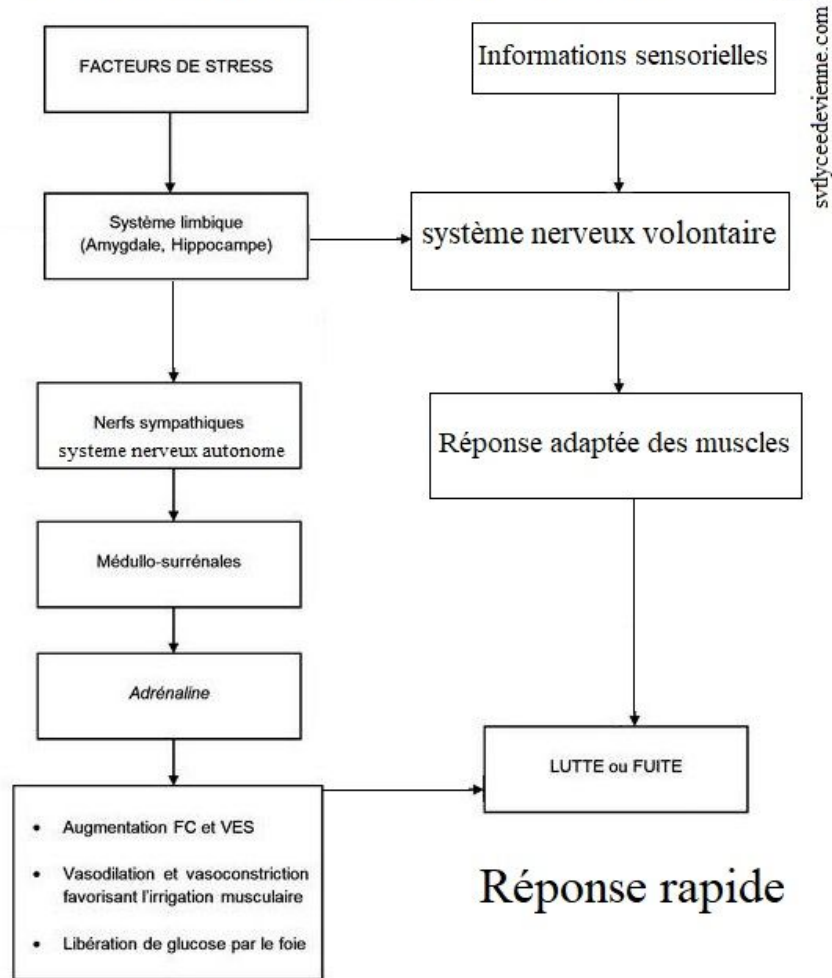 FACTEURS DE STRESS
Informations sensorielles
svtlyceedevienne.com
Système limbique
(Amygdale, Hippocampe)
système nerveux volontaire
Nerfs sympathiques
systeme nerveux autonome
Réponse adaptée des muscles
Médullo-surrénales
Adrénaline
LUTTE ou FUITE
• Augmentation FC et VES
• Vasodilation et vasoconstriction
favorisant l'irrigation musculaire
• Libération de glucose par le foie
Réponse rapide